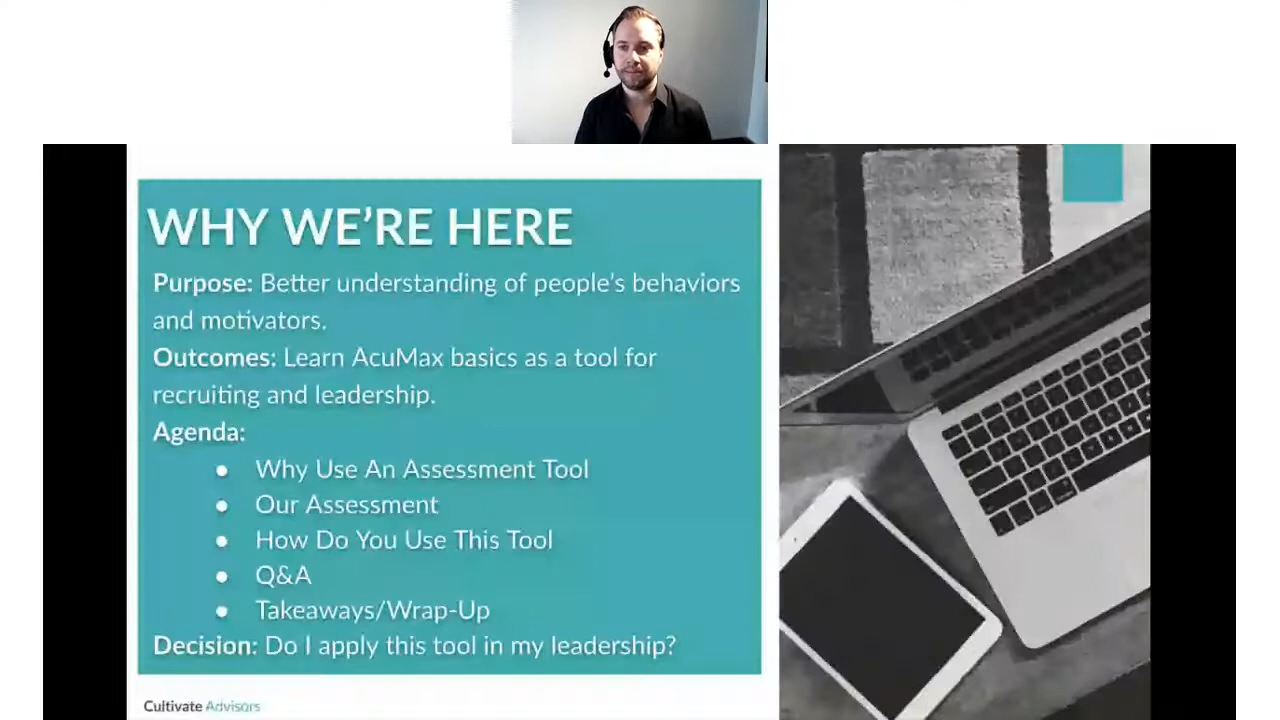 WHY WE’RE HERE
Purpose: Better understanding of people’s behaviors
and motivators.
Outcomes: Learn AcuMax basics as a tool for
recruiting and leadership.
Agenda:
● Why Use An Assessment Tool
● Our Assessment
● How Do You Use This Tool
● Q&A
● Takeaways/Wrap-Up
Decision: Do I apply this tool in my leadership?
Cultivate Advisors